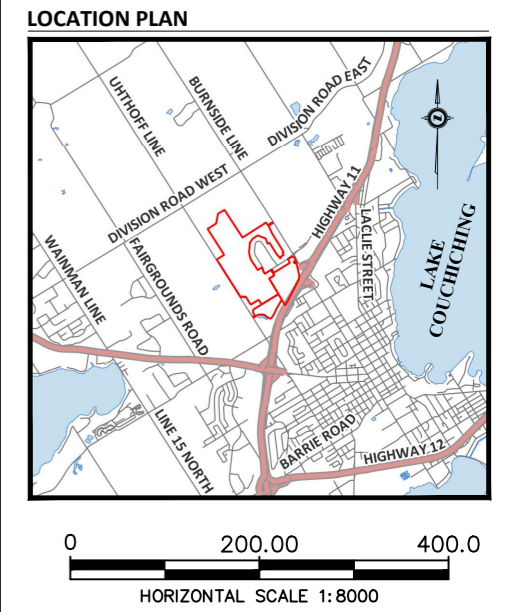 LOCATION PLAN
UHTHOFF LINE
BURNSIDE LINE
DIVISION ROAD EAST
DIVISION ROAD WEST
HIGHWAY 11
LACLIE STREET
LAKE
COUCHICHING
WAINMAN LINE
FAIRGROUNDS ROAD
LINE 15 NORTH
BARRIE ROAD
HIGHWAY 12
0 200.00 400.0
HORIZONTAL SCALE 1:8000